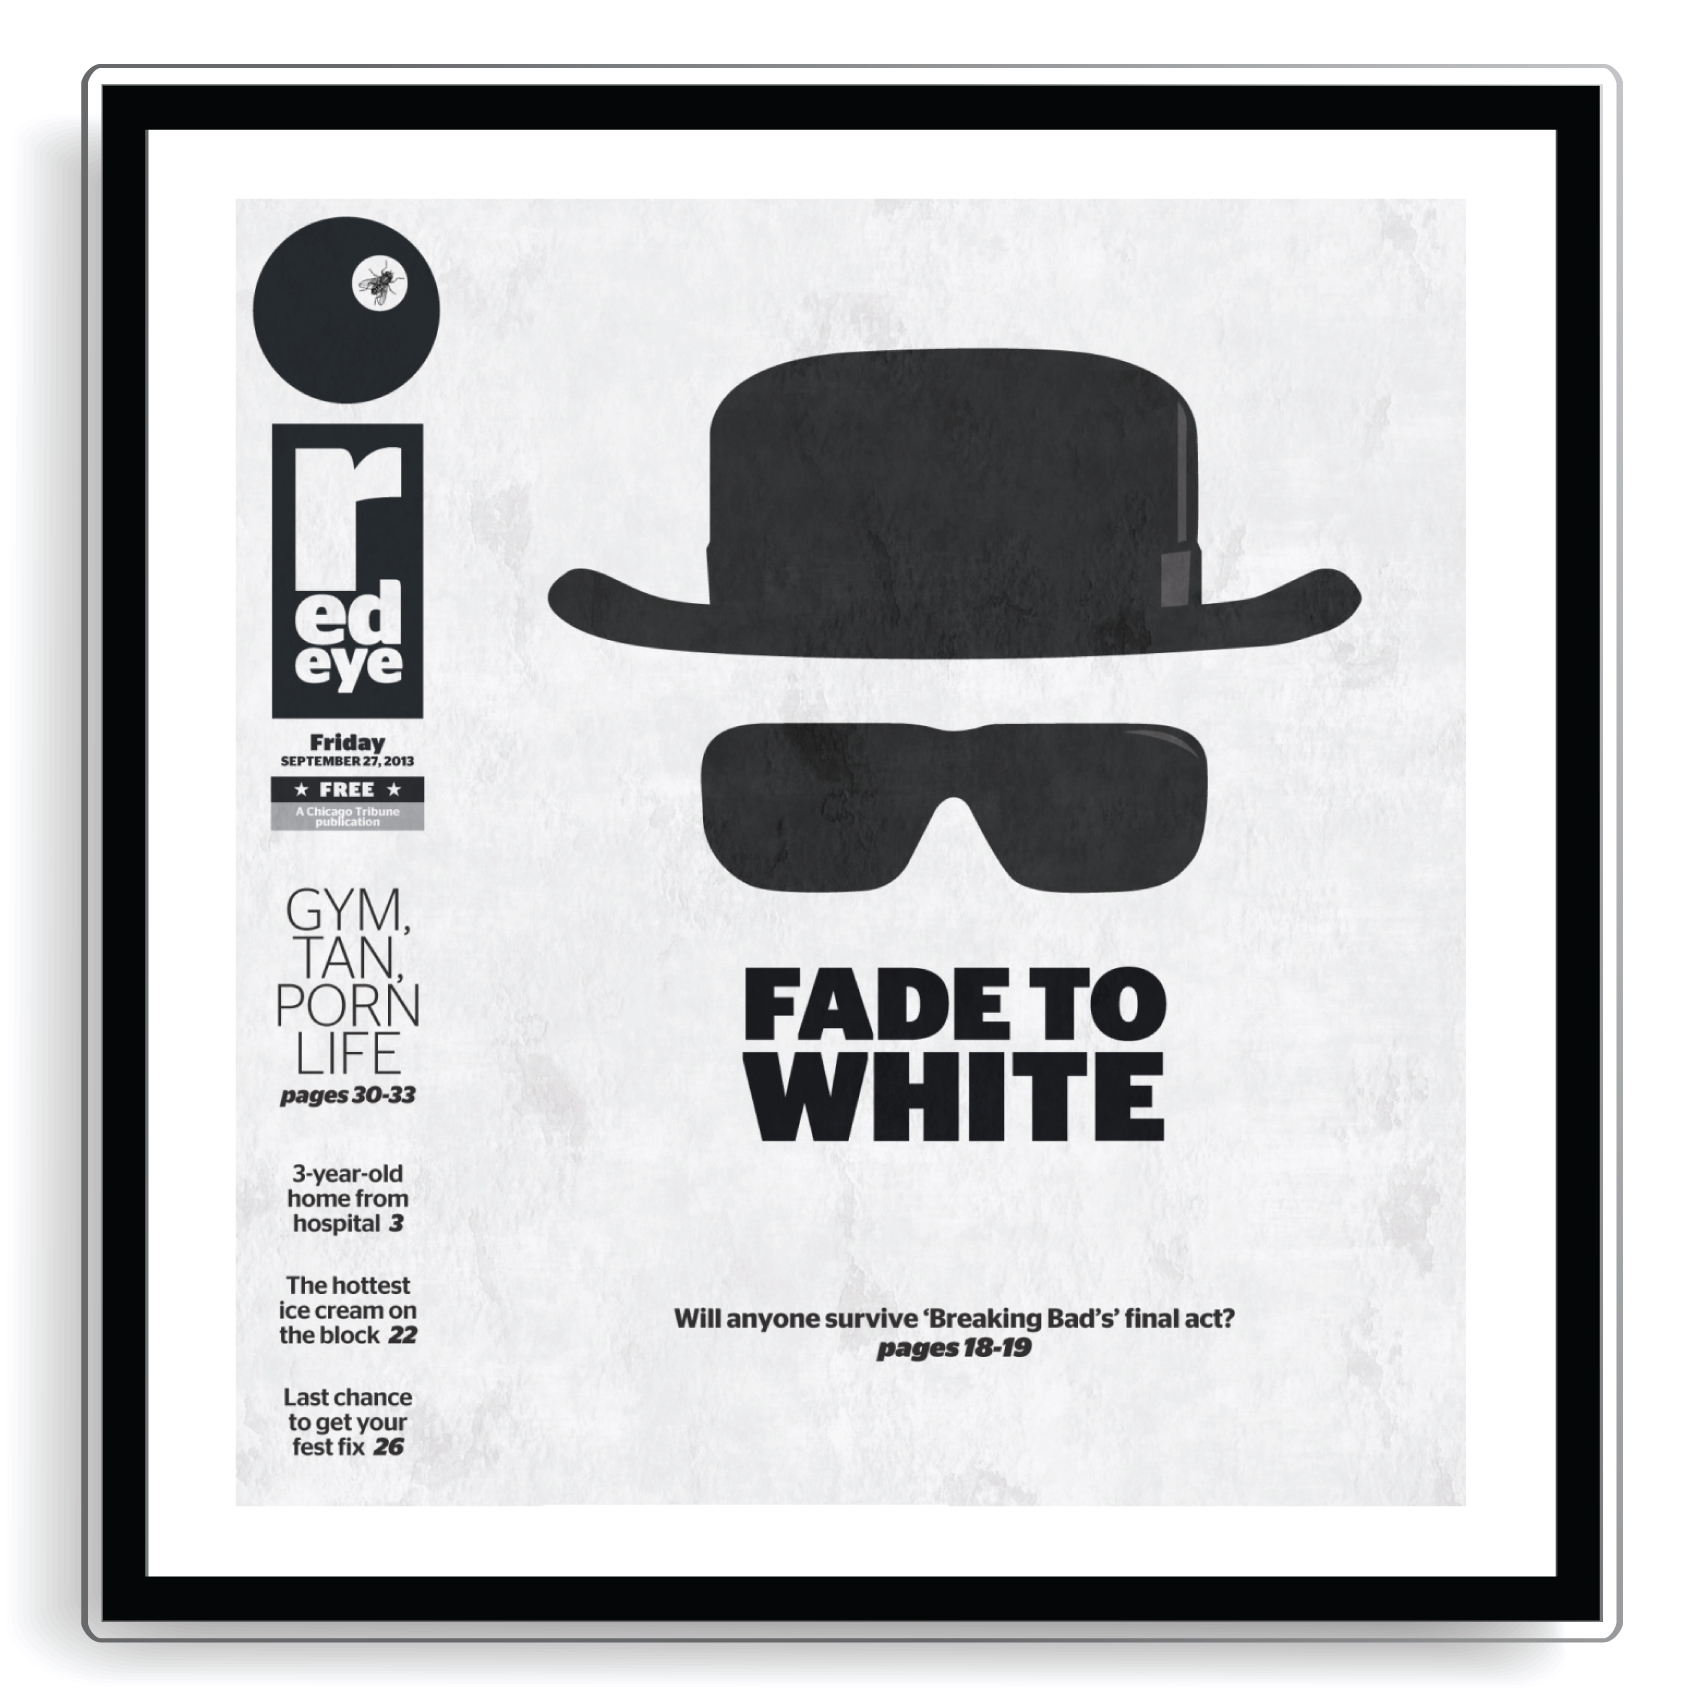 r
ed
eye
Friday
SEPTEMBER 27, 2013
★ FREE ★
A Chicago Tribune
publication
GYM,
TAN,
PORN
LIFE
pages 30-33
3-year-old
home from
hospital 3
The hottest
ice cream on
the block 22
Last chance
to get your
fest fix 26
FADE TO
WHITE
Will anyone survive ‘Breaking Bad’s’ final act?
pages 18-19